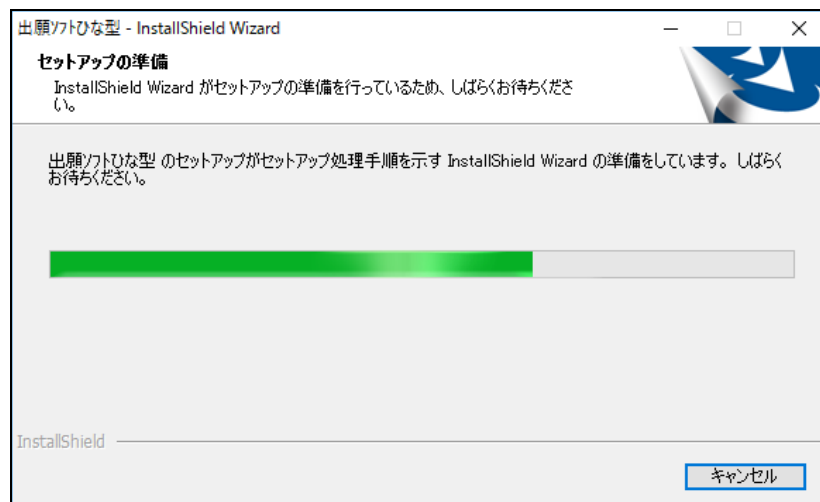 出願ｿﾌﾄひな型 - InstallShield Wizard
セットアップの準備
InstallShield Wizard がセットアップの準備を行っているため、しばらくお待ちくださ
い。
出願ソフトひな型 のセットアップがセットアップ処理手順を示す InstallShield Wizard の準備をしています。しばらく
お待ちください。
InstallShield
キャンセル